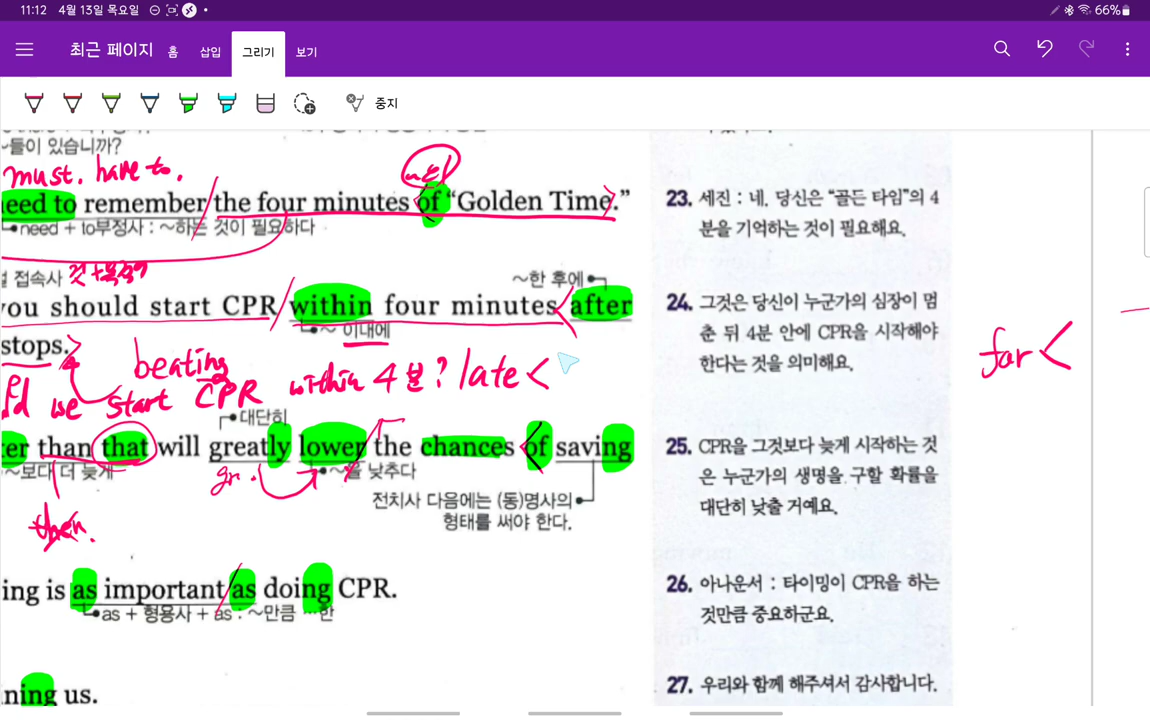 11:12 4월 13일 목요일 66%
최근 페이지 홈 삽입 그리기 보기
중지
~들이 있습니까?
must. have to.
need to remember the four minutes of "Golden Time."
need + to부정사 : ~하는 것이 필요하다
23. 세진 : 네, 당신은 "골든 타임"의 4
분을 기억하는 것이 필요해요.
접속사
~한 후에
you should start CPR within four minutes after
~ 이내에
stops.
24. 그것은 당신이 누군가의 심장이 멈
춘 뒤 4분 안에 CPR을 시작해야
한다는 것을 의미해요.
far <
beating
we start CPR within 4분? late <
대단히
ter than that will greatly lower the chances of saving
~보다 더 늦게
~을 낮추다
gr.
전치사 다음에는 (동)명사의
형태를 써야 한다.
then.
25. CPR을 그것보다 늦게 시작하는 것
은 누군가의 생명을 구할 확률을
대단히 낮출 거예요.
ing is as important as doing CPR.
as + 형용사 + as : ~만큼 …한
26. 아나운서 : 타이밍이 CPR을 하는
것만큼 중요하군요.
ning us.
27. 우리와 함께 해주셔서 감사합니다.